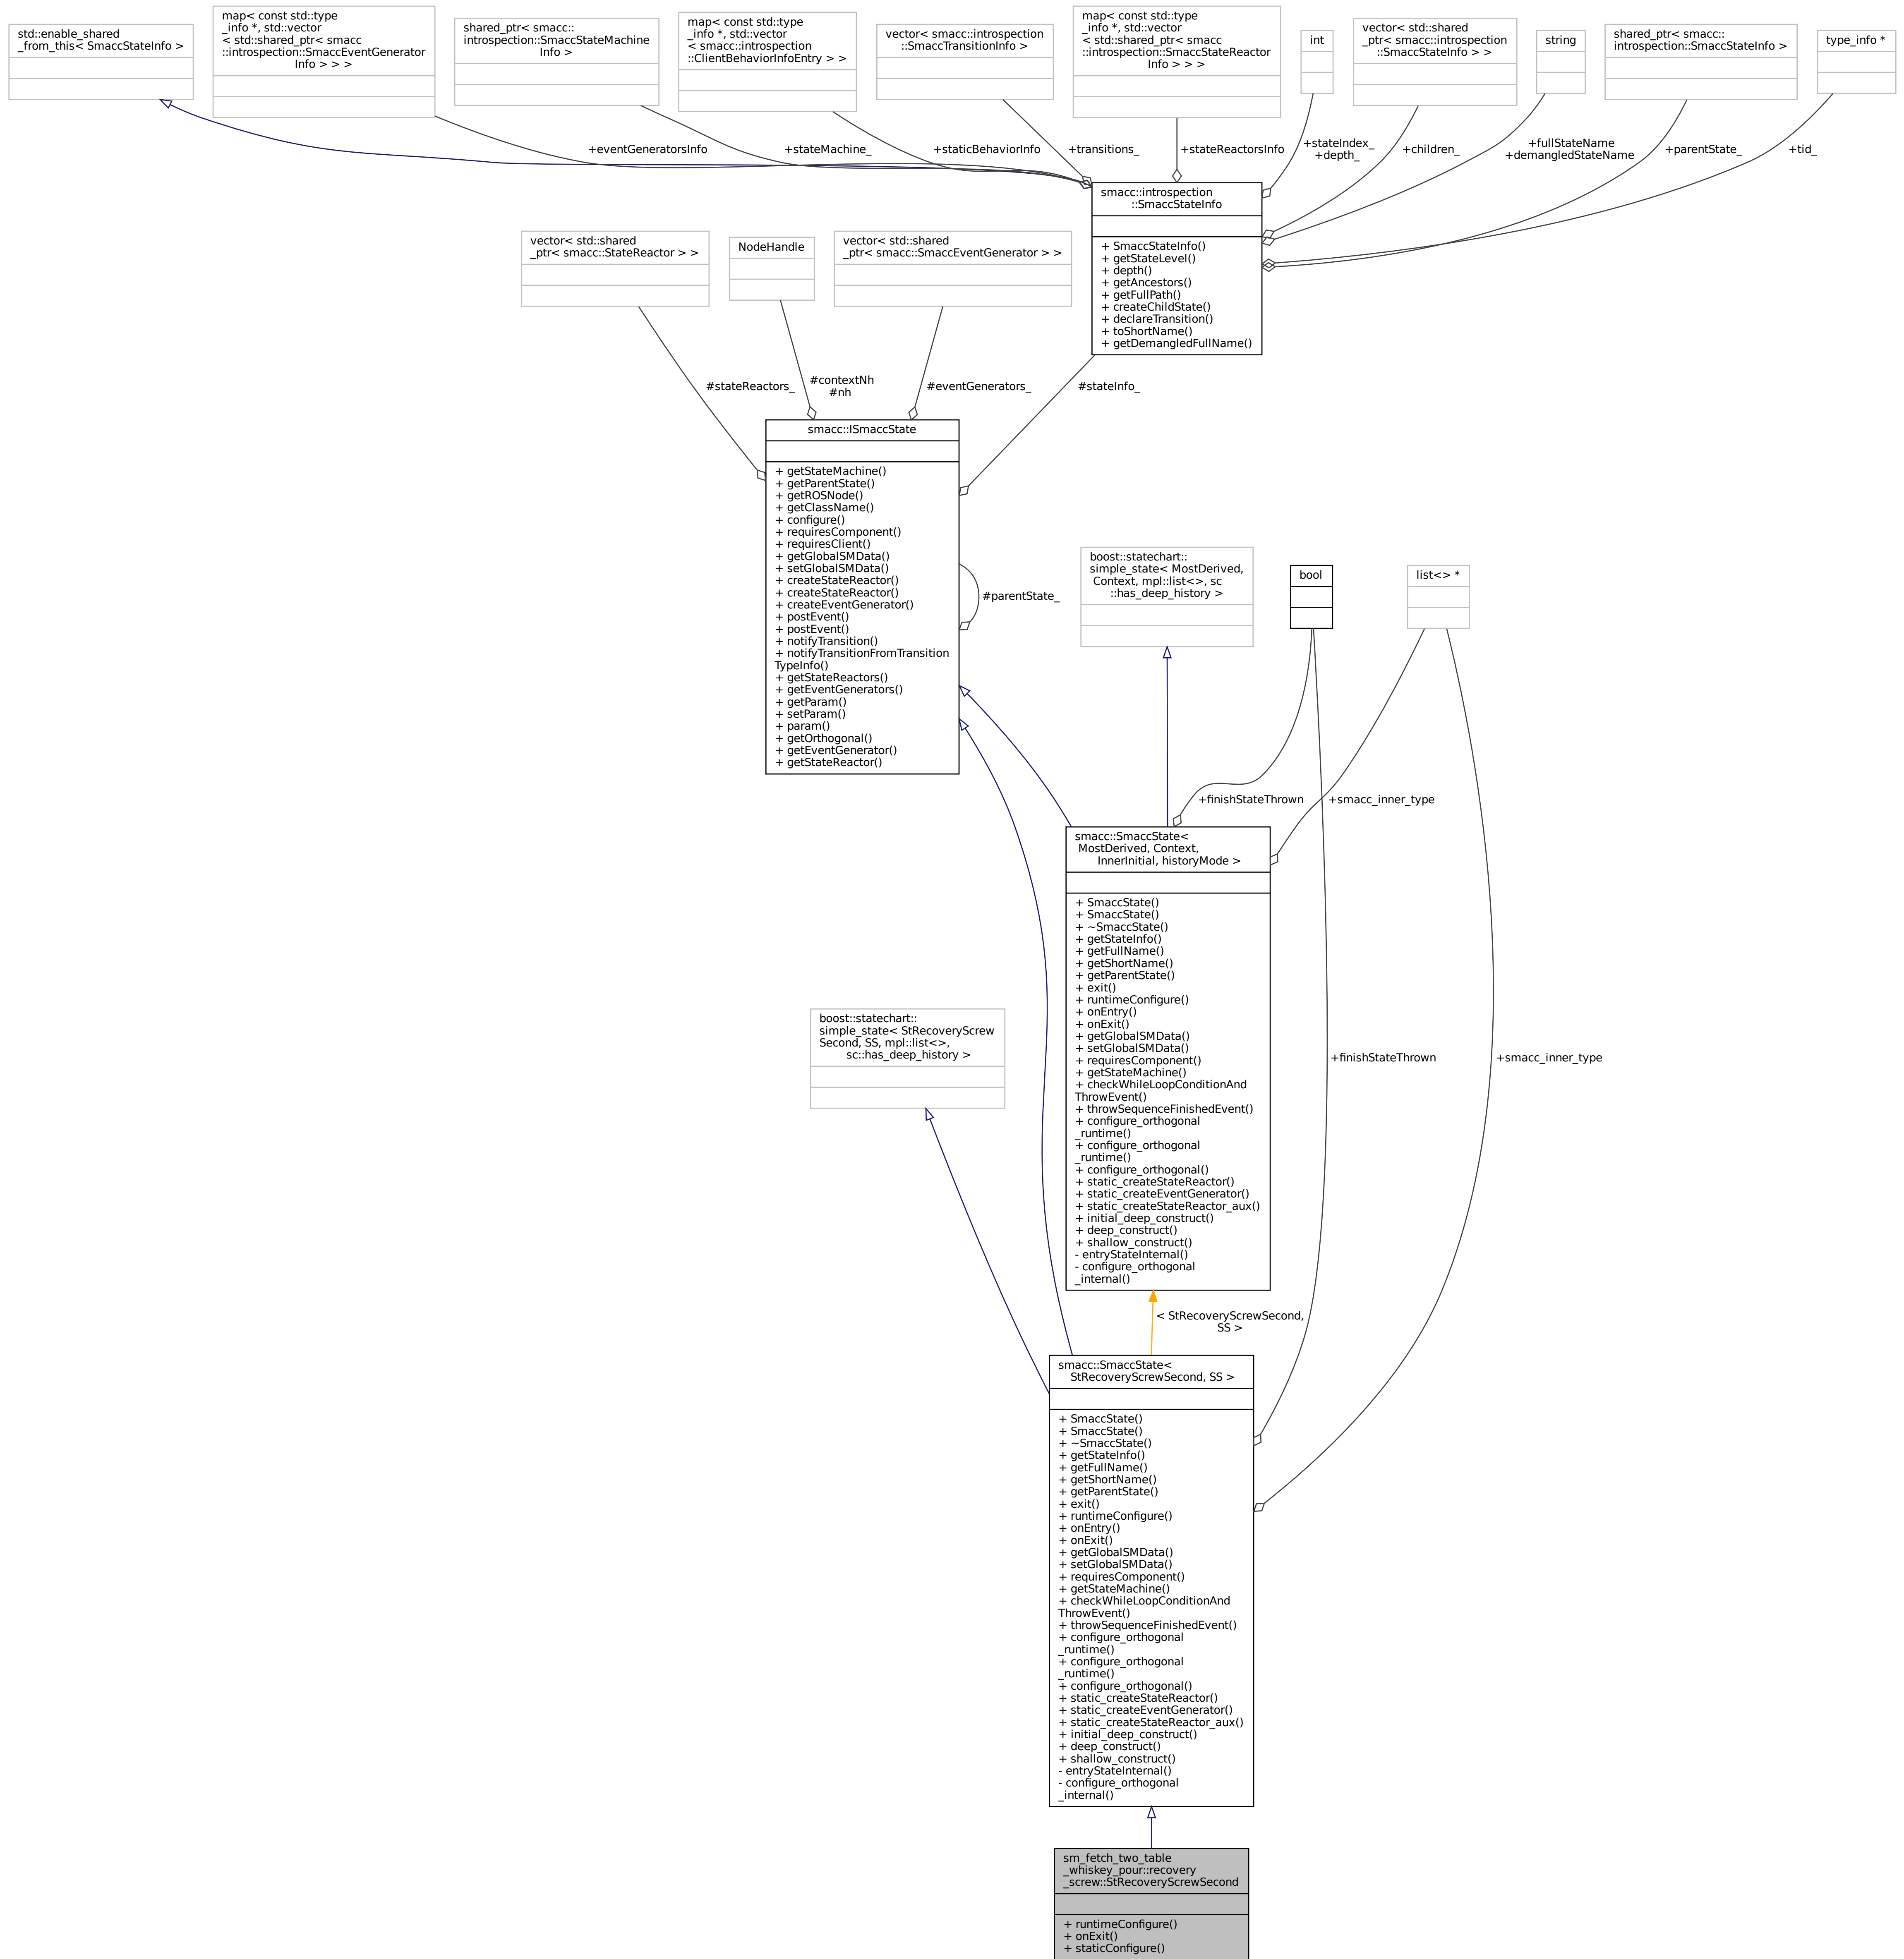 std::enable_shared
_from_this< SmaccStateInfo >
map< const std::type
_info *, std::vector
< std::shared_ptr< smacc
::introspection::SmaccEventGenerator
Info > > >
shared_ptr< smacc::
introspection::SmaccStateMachine
Info >
map< const std::type
_info *, std::vector
< smacc::introspection
::ClientBehaviorInfoEntry > >
vector< smacc::introspection
::SmaccTransitionInfo >
map< const std::type
_info *, std::vector
< std::shared_ptr< smacc
::introspection::SmaccStateReactor
Info > > >
int
vector< std::shared
_ptr< smacc::introspection
::SmaccStateInfo > >
string
shared_ptr< smacc::
introspection::SmaccStateInfo >
type_info *
+eventGeneratorsInfo
+stateMachine_
+staticBehaviorInfo
+transitions_
+stateReactorsInfo
+stateIndex_
+depth_
+children_
+fullStateName
+demangledStateName
+parentState_
+tid_
smacc::introspection
::SmaccStateInfo
+ SmaccStateInfo()
+ getStateLevel()
+ depth()
+ getAncestors()
+ getFullPath()
+ createChildState()
+ declareTransition()
+ toShortName()
+ getDemangledFullName()
vector< std::shared
_ptr< smacc::StateReactor > >
NodeHandle
vector< std::shared
_ptr< smacc::SmaccEventGenerator > >
#stateReactors_
#contextNh
#nh
#eventGenerators_
#stateInfo_
smacc::ISmaccState
+ getStateMachine()
+ getParentState()
+ getROSNode()
+ getClassName()
+ configure()
+ requiresComponent()
+ requiresClient()
+ getGlobalSMData()
+ setGlobalSMData()
+ createStateReactor()
+ createStateReactor()
+ createEventGenerator()
+ postEvent()
+ postEvent()
+ notifyTransition()
+ notifyTransitionFromTransition
TypeInfo()
+ getStateReactors()
+ getEventGenerators()
+ getParam()
+ setParam()
+ param()
+ getOrthogonal()
+ getEventGenerator()
+ getStateReactor()
#parentState_
boost::statechart::
simple_state< MostDerived,
Context, mpl::list<>, sc
::has_deep_history >
bool
list<> *
+finishStateThrown
+smacc_inner_type
smacc::SmaccState<
MostDerived, Context,
InnerInitial, historyMode >
+ SmaccState()
+ SmaccState()
+ ~SmaccState()
+ getStateInfo()
+ getFullName()
+ getShortName()
+ getParentState()
+ exit()
+ runtimeConfigure()
+ onEntry()
+ onExit()
+ getGlobalSMData()
+ setGlobalSMData()
+ requiresComponent()
+ getStateMachine()
+ checkWhileLoopConditionAnd
ThrowEvent()
+ throwSequenceFinishedEvent()
+ configure_orthogonal
_runtime()
+ configure_orthogonal
_runtime()
+ configure_orthogonal()
+ static_createStateReactor()
+ static_createEventGenerator()
+ static_createStateReactor_aux()
+ initial_deep_construct()
+ deep_construct()
+ shallow_construct()
- entryStateInternal()
- configure_orthogonal
_internal()
boost::statechart::
simple_state< StRecoveryScrew
Second, SS, mpl::list<>,
sc::has_deep_history >
+finishStateThrown
+smacc_inner_type
< StRecoveryScrewSecond,
SS >
smacc::SmaccState<
StRecoveryScrewSecond, SS >
+ SmaccState()
+ SmaccState()
+ ~SmaccState()
+ getStateInfo()
+ getFullName()
+ getShortName()
+ getParentState()
+ exit()
+ runtimeConfigure()
+ onEntry()
+ onExit()
+ getGlobalSMData()
+ setGlobalSMData()
+ requiresComponent()
+ getStateMachine()
+ checkWhileLoopConditionAnd
ThrowEvent()
+ throwSequenceFinishedEvent()
+ configure_orthogonal
_runtime()
+ configure_orthogonal
_runtime()
+ configure_orthogonal()
+ static_createStateReactor()
+ static_createEventGenerator()
+ static_createStateReactor_aux()
+ initial_deep_construct()
+ deep_construct()
+ shallow_construct()
- entryStateInternal()
- configure_orthogonal
_internal()
sm_fetch_two_table
_whiskey_pour::recovery
_screw::StRecoveryScrewSecond
+ runtimeConfigure()
+ onExit()
+ staticConfigure()